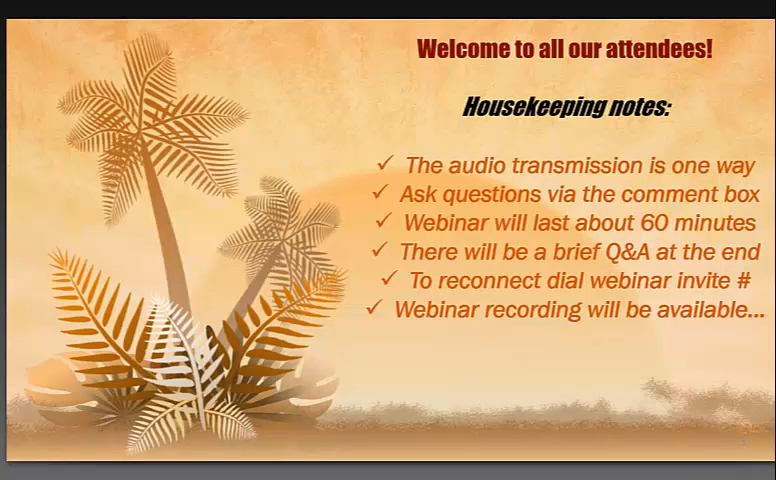 Welcome to all our attendees!
Housekeeping notes:
✓ The audio transmission is one way
✓ Ask questions via the comment box
✓ Webinar will last about 60 minutes
✓ There will be a brief Q&A at the end
✓ To reconnect dial webinar invite #
✓ Webinar recording will be available...